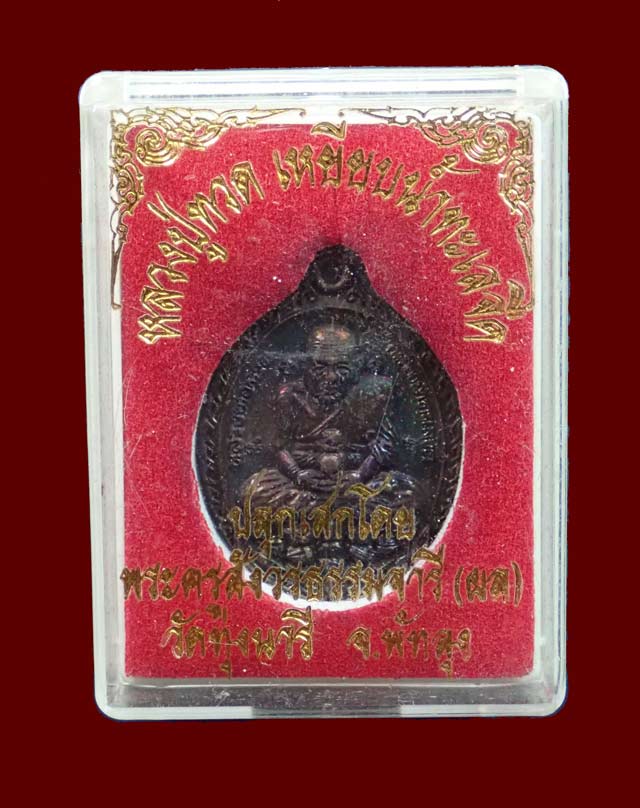 หลวงปู่ทวด เหยียบน้ำทะเลจืด
ปลุกเสกโดย
พระครูสังวรธรรมจารี (ผล)
วัดทุ่งนารี จ.พัทลุง